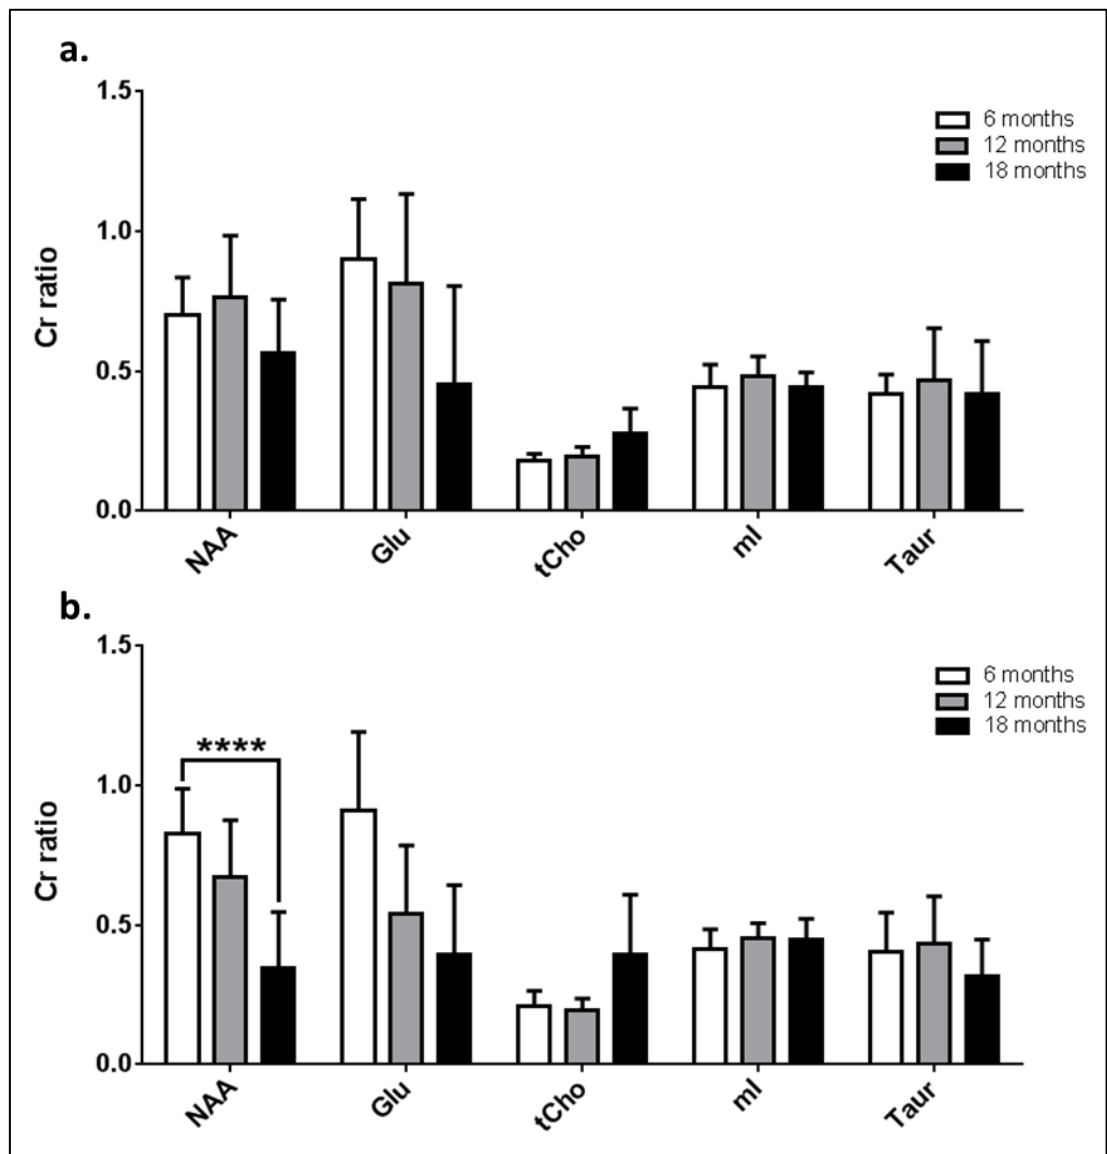 a.
1.5
1.0
0.5
0.0
Cr ratio
6 months
12 months
18 months
NAA
Glu
tCho
mI
Taur
b.
1.5
1.0
0.5
0.0
Cr ratio
6 months
12 months
18 months
****
NAA
Glu
tCho
mI
Taur